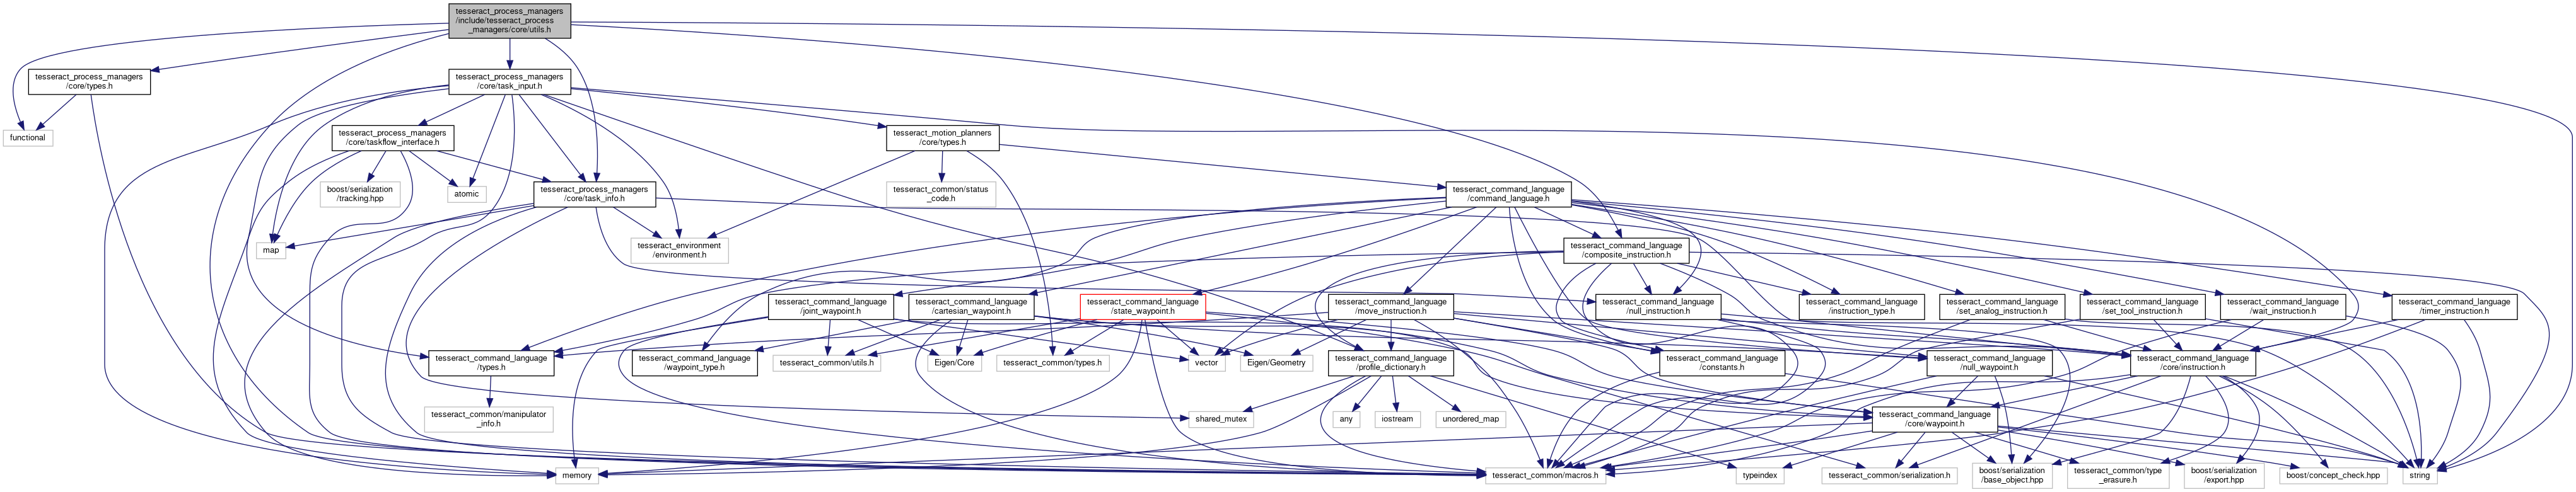 tesseract_process_managers
/include/tesseract_process
_managers/core/utils.h
tesseract_process_managers
/core/types.h
tesseract_process_managers
/core/task_input.h
functional
tesseract_process_managers
/core/taskflow_interface.h
tesseract_motion_planners
/core/types.h
boost/serialization
/tracking.hpp
atomic
tesseract_process_managers
/core/task_info.h
tesseract_common/status
_code.h
tesseract_command_language
/command_language.h
map
tesseract_environment
/environment.h
tesseract_command_language
/composite_instruction.h
tesseract_command_language
/joint_waypoint.h
tesseract_command_language
/cartesian_waypoint.h
tesseract_command_language
/state_waypoint.h
tesseract_command_language
/move_instruction.h
tesseract_command_language
/null_instruction.h
tesseract_command_language
/instruction_type.h
tesseract_command_language
/set_analog_instruction.h
tesseract_command_language
/set_tool_instruction.h
tesseract_command_language
/wait_instruction.h
tesseract_command_language
/timer_instruction.h
tesseract_command_language
/types.h
tesseract_command_language
/waypoint_type.h
tesseract_common/utils.h
Eigen/Core
tesseract_common/types.h
vector
Eigen/Geometry
tesseract_command_language
/profile_dictionary.h
tesseract_command_language
/constants.h
tesseract_command_language
/null_waypoint.h
tesseract_command_language
/core/instruction.h
tesseract_common/manipulator
_info.h
shared_mutex
any
iostream
unordered_map
tesseract_command_language
/core/waypoint.h
memory
tesseract_common/macros.h
typeindex
tesseract_common/serialization.h
boost/serialization
/base_object.hpp
tesseract_common/type
_erasure.h
boost/serialization
/export.hpp
boost/concept_check.hpp
string